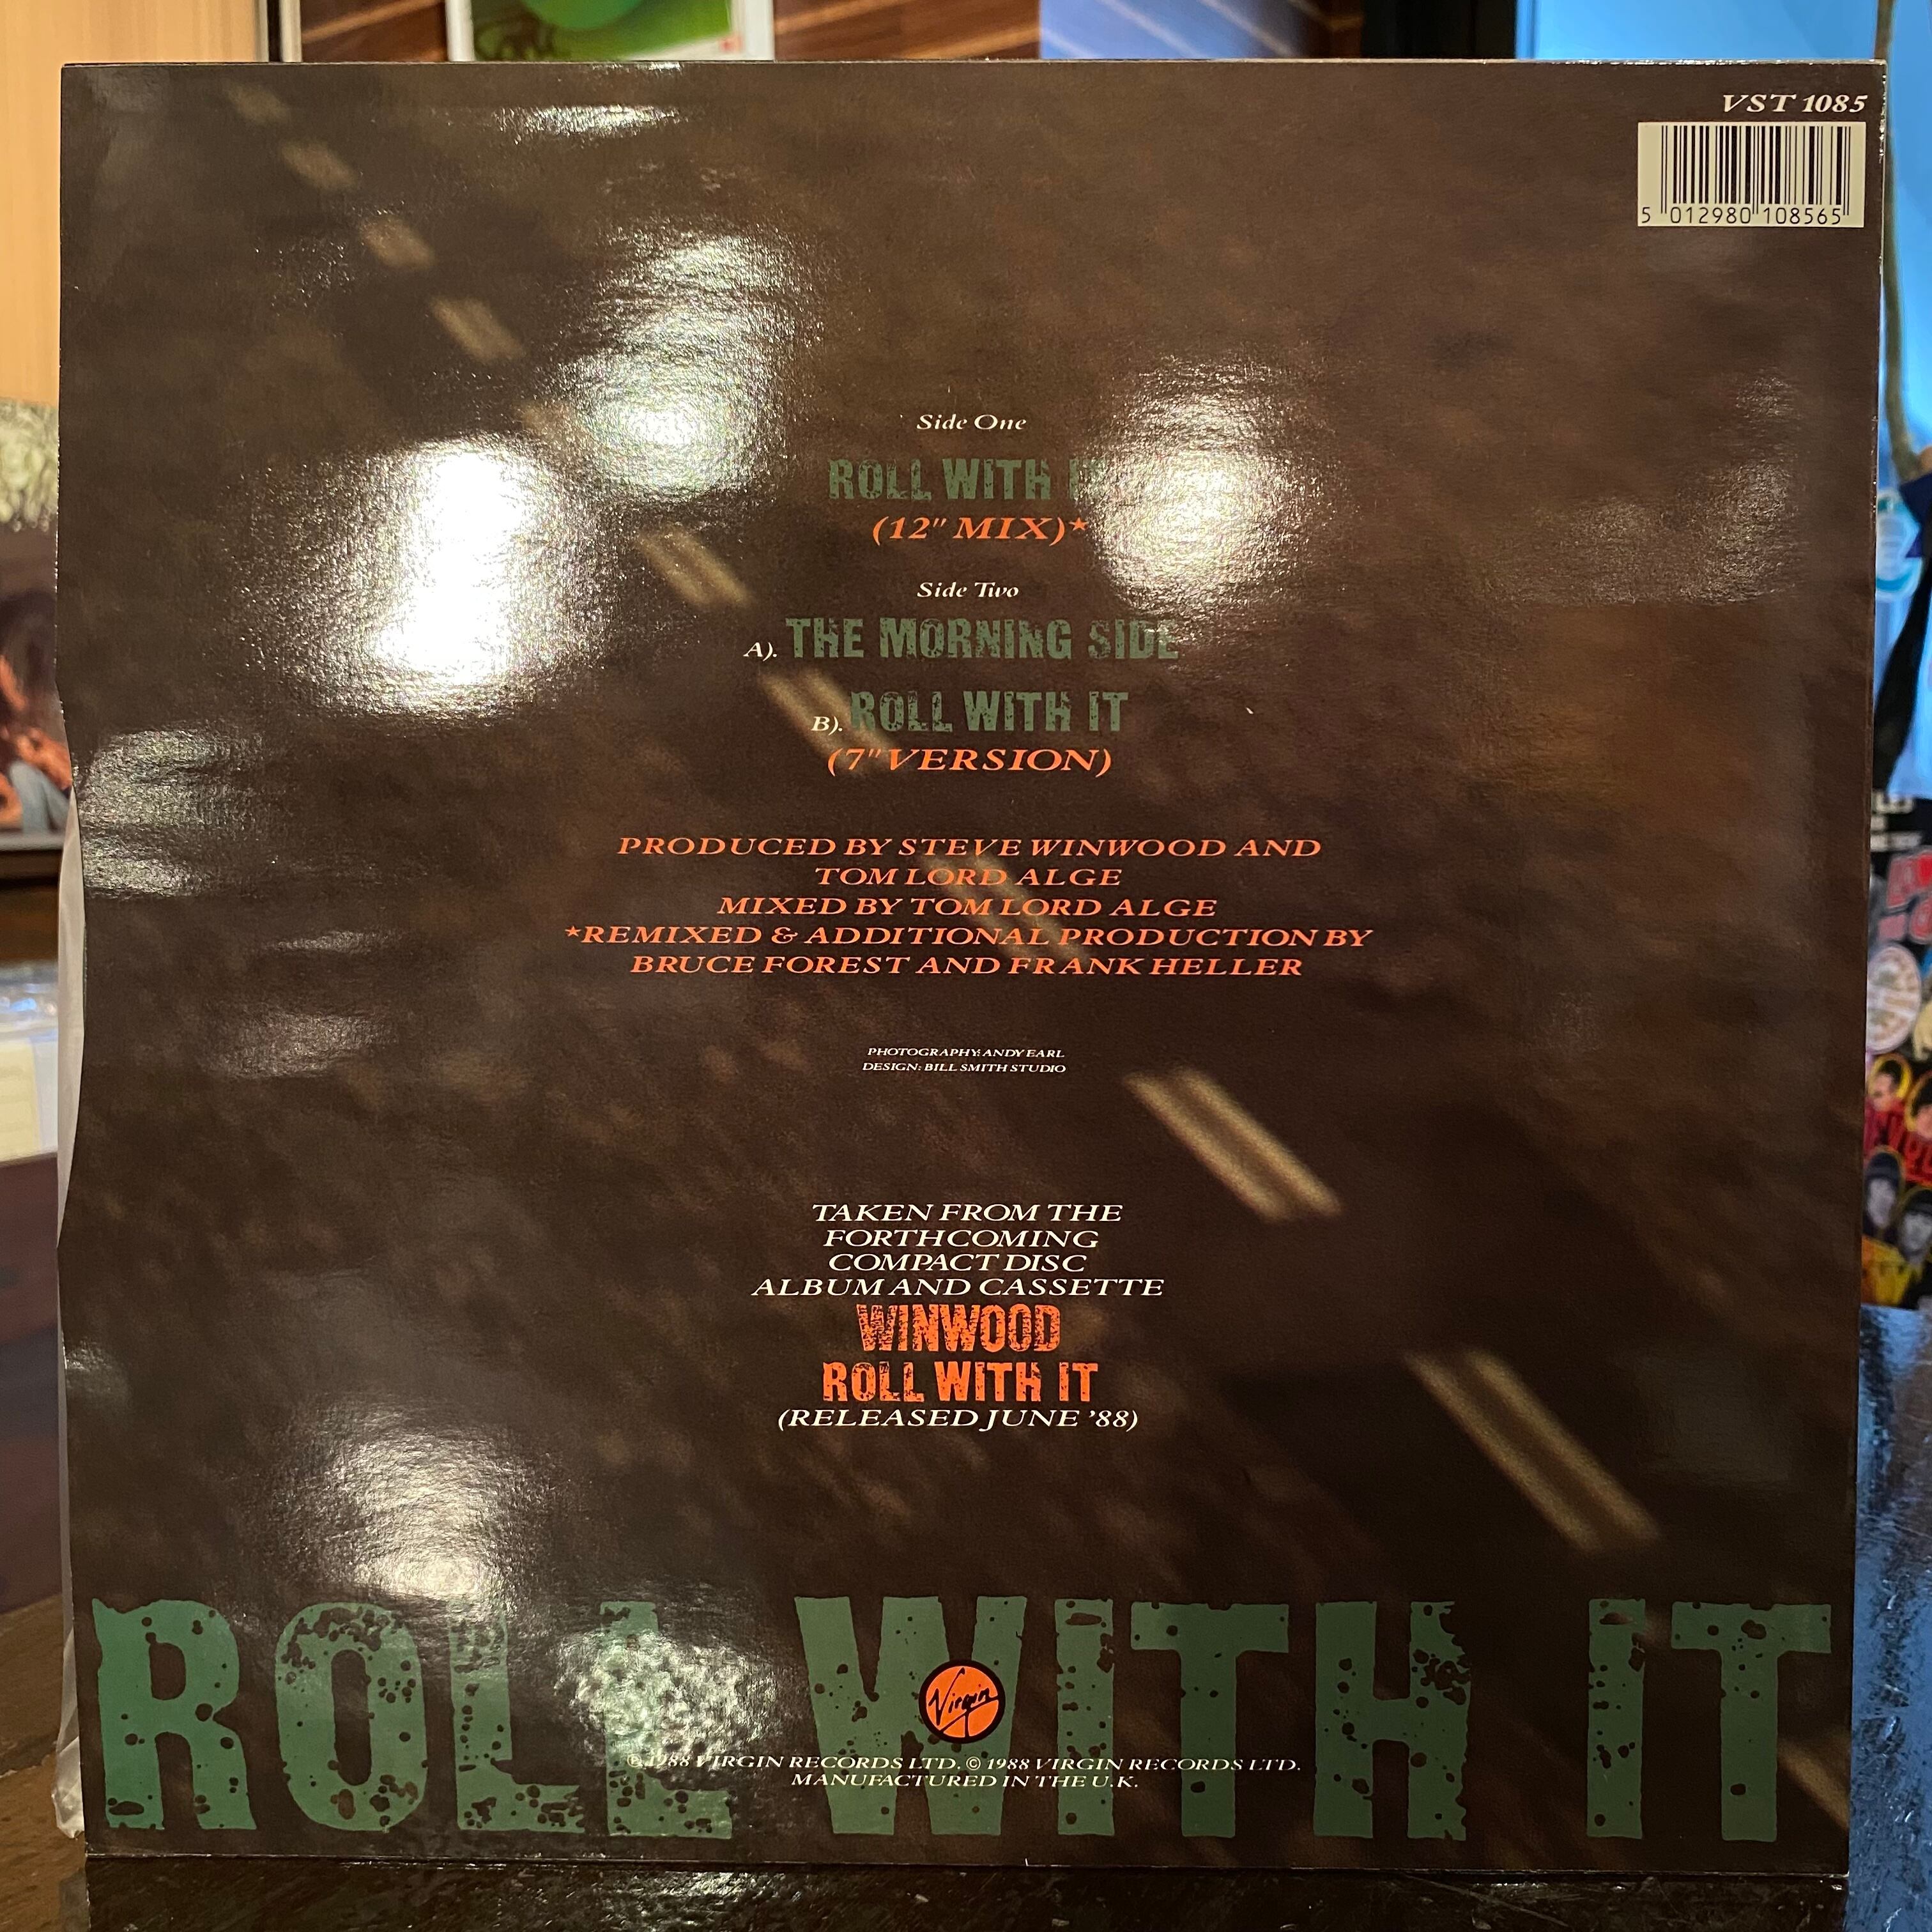 VST 1085
5 012980 108565
Side One
ROLL WITH IT
(12" MIX)★
Side Two
A). THE MORNING SIDE
B). ROLL WITH IT
(7" VERSION)
PRODUCED BY STEVE WINWOOD AND
TOM LORD ALGE
MIXED BY TOM LORD ALGE
★REMIXED & ADDITIONAL PRODUCTION BY
BRUCE FOREST AND FRANK HELLER
PHOTOGRAPHY: ANDY EARL
DESIGN: BILL SMITH STUDIO
TAKEN FROM THE
FORTHCOMING
COMPACT DISC
ALBUM AND CASSETTE
WINWOOD
ROLL WITH IT
(RELEASED JUNE '88)
ROLL WITH IT
Virgin
℗ 1988 VIRGIN RECORDS LTD. © 1988 VIRGIN RECORDS LTD.
MANUFACTURED IN THE U.K.